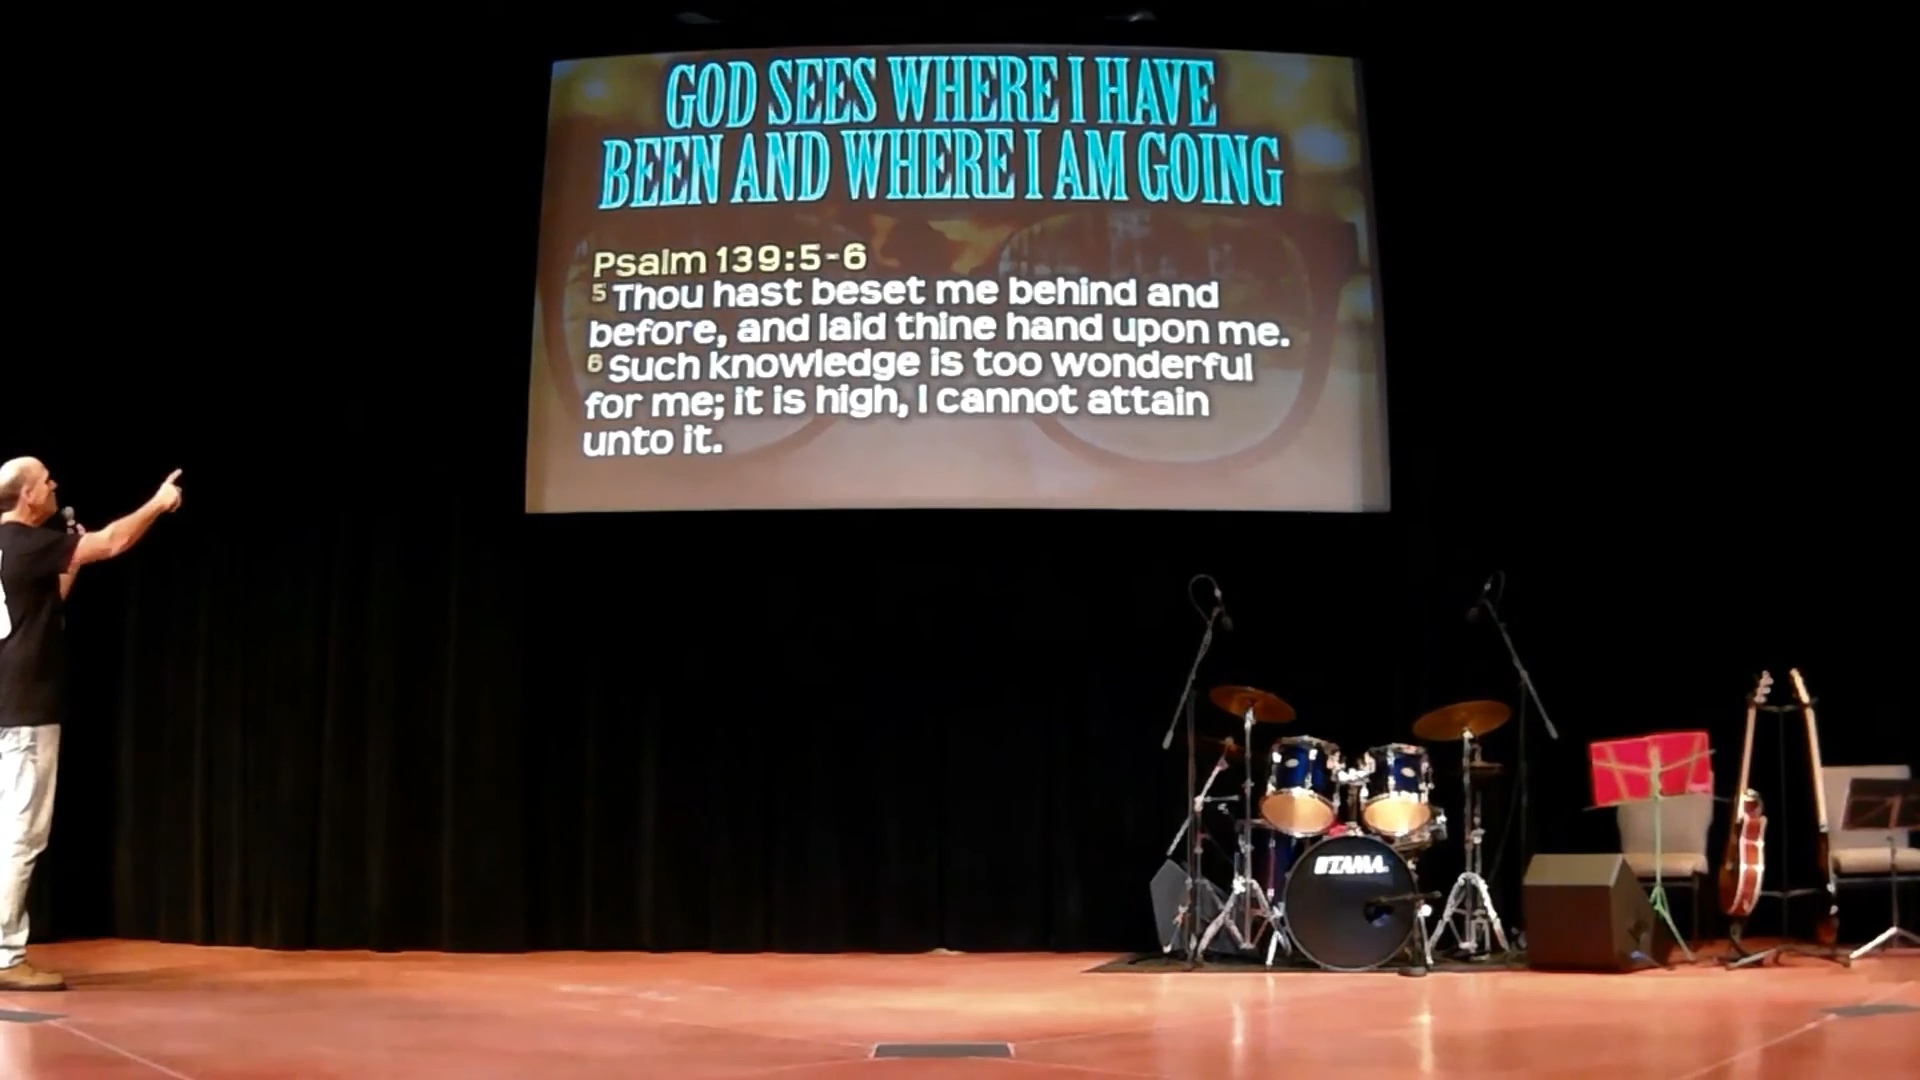 GOD SEES WHERE I HAVE
BEEN AND WHERE I AM GOING
Psalm 139:5-6
5 Thou hast beset me behind and
before, and laid thine hand upon me.
6 Such knowledge is too wonderful
for me; it is high, I cannot attain
unto it.
TAMA